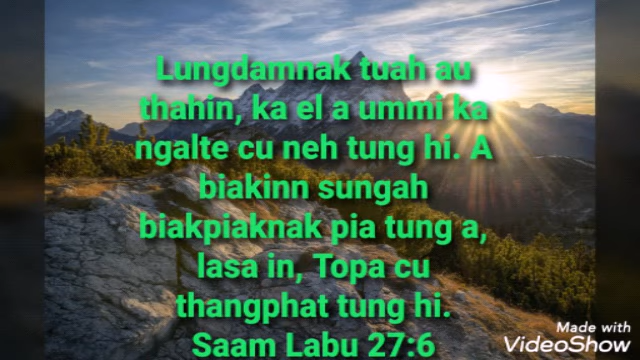 Lungdamnak tuah au
thahin, ka el a ummi ka
ngalte cu neh tung hi. A
biakinn sungah
biakpiaknak pia tung a,
lasa in, Topa cu
thangphat tung hi.
Saam Labu 27:6
Made with
VideoShow